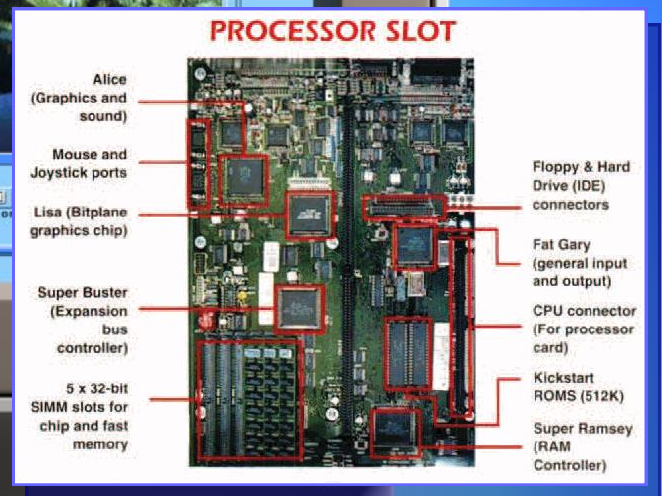 PROCESSOR SLOT
Alice
(Graphics and
sound)
Mouse and
Joystick ports
Lisa (Bitplane
graphics chip)
Super Buster
(Expansion
bus
controller)
5 x 32-bit
SIMM slots for
chip and fast
memory
Floppy & Hard
Drive (IDE)
connectors
Fat Gary
(general input
and output)
CPU connector
(For processor
card)
Kickstart
ROMS (512K)
Super Ramsey
(RAM
Controller)